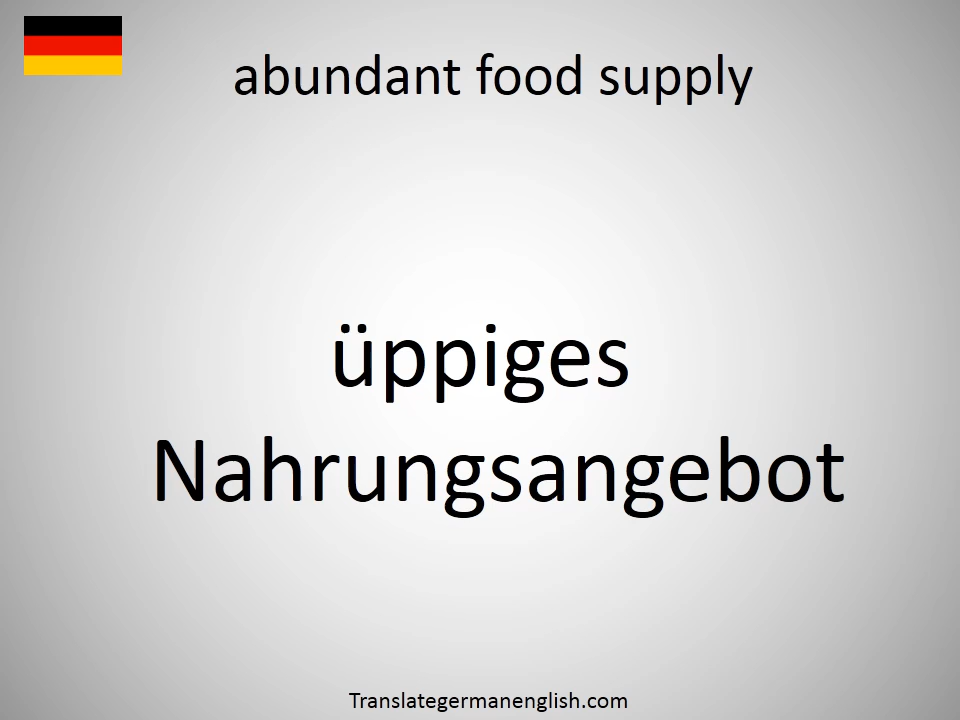 abundant food supply
üppiges
Nahrungsangebot
Translategermanenglish.com